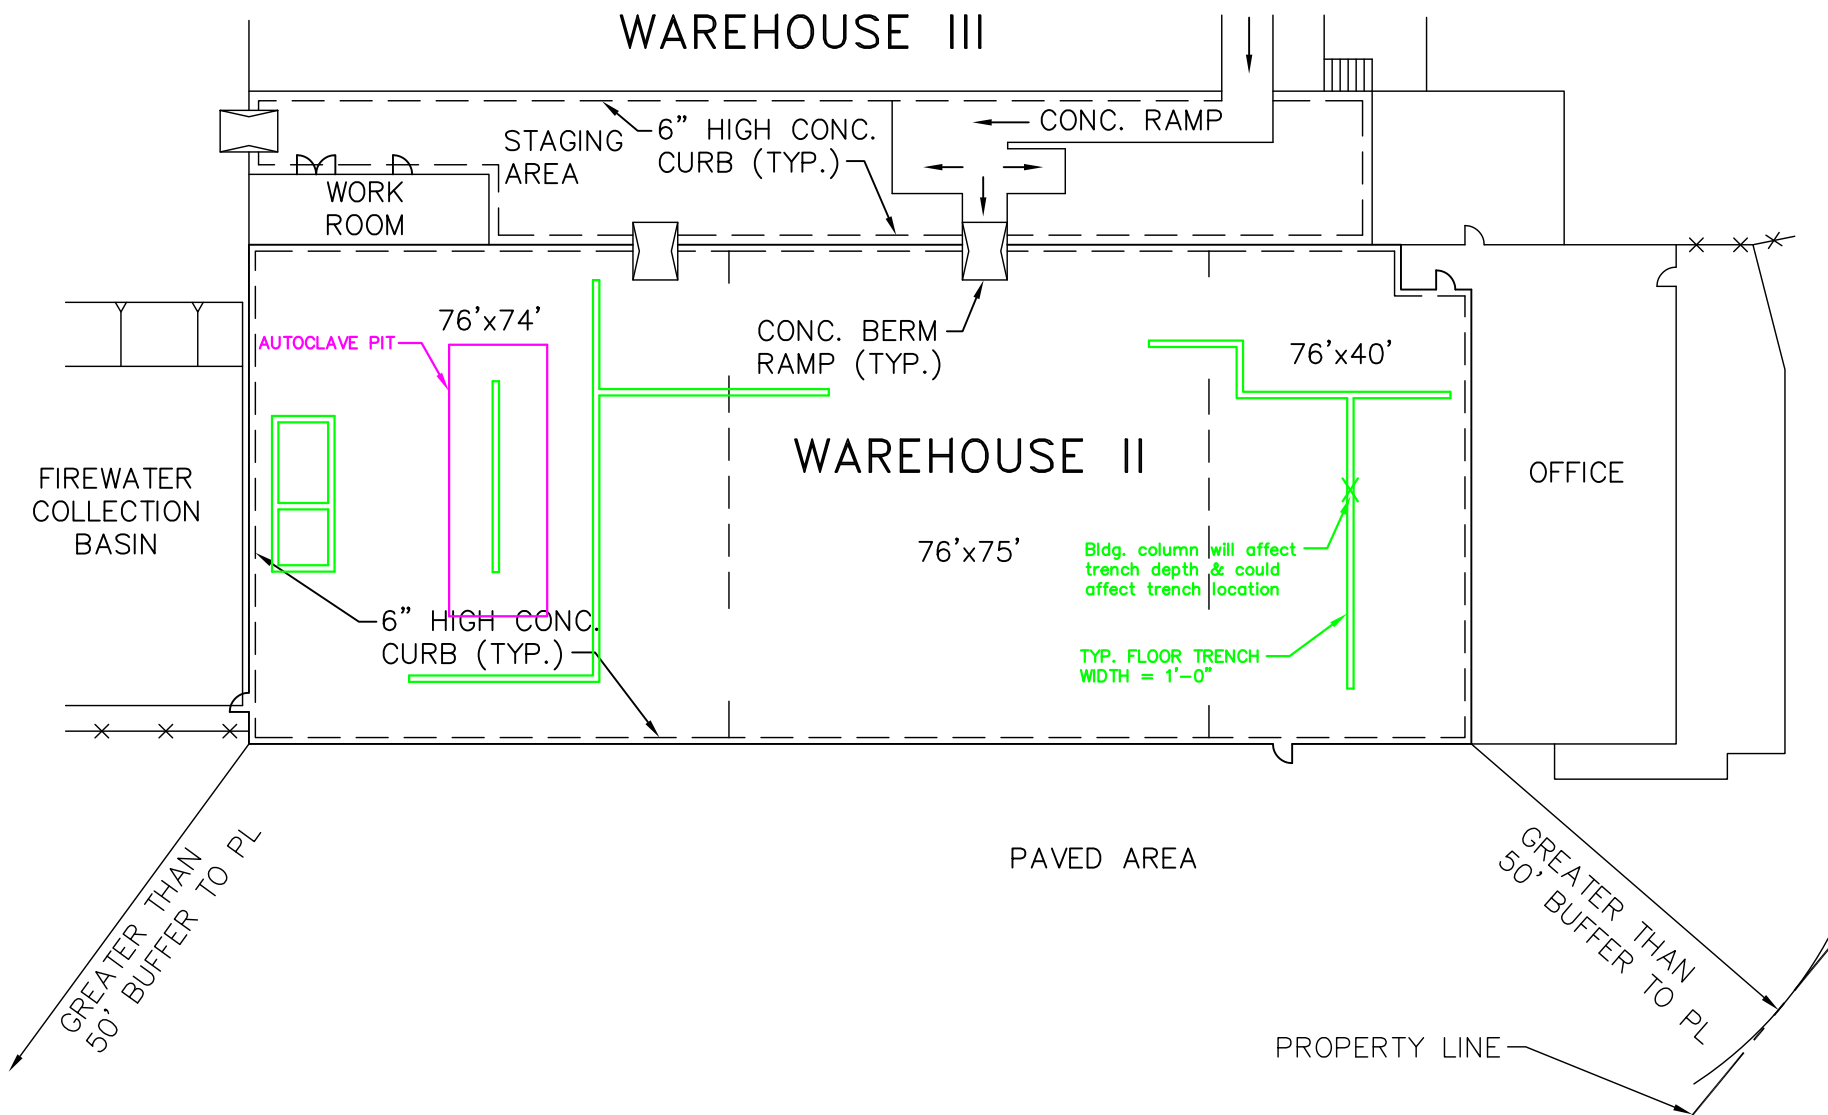 WAREHOUSE III
CONC. RAMP
6” HIGH CONC.
CURB (TYP.)
STAGING
AREA
WORK
ROOM
76’x74’
AUTOCLAVE PIT
CONC. BERM
RAMP (TYP.)
76’x40’
WAREHOUSE II
FIREWATER
COLLECTION
BASIN
OFFICE
76’x75’
Bldg. column will affect
trench depth & could
affect trench location
6” HIGH CONC.
CURB (TYP.)
TYP. FLOOR TRENCH
WIDTH = 1’-0”
GREATER THAN
50’ BUFFER TO PL
PAVED AREA
GREATER THAN
50’ BUFFER TO PL
PROPERTY LINE